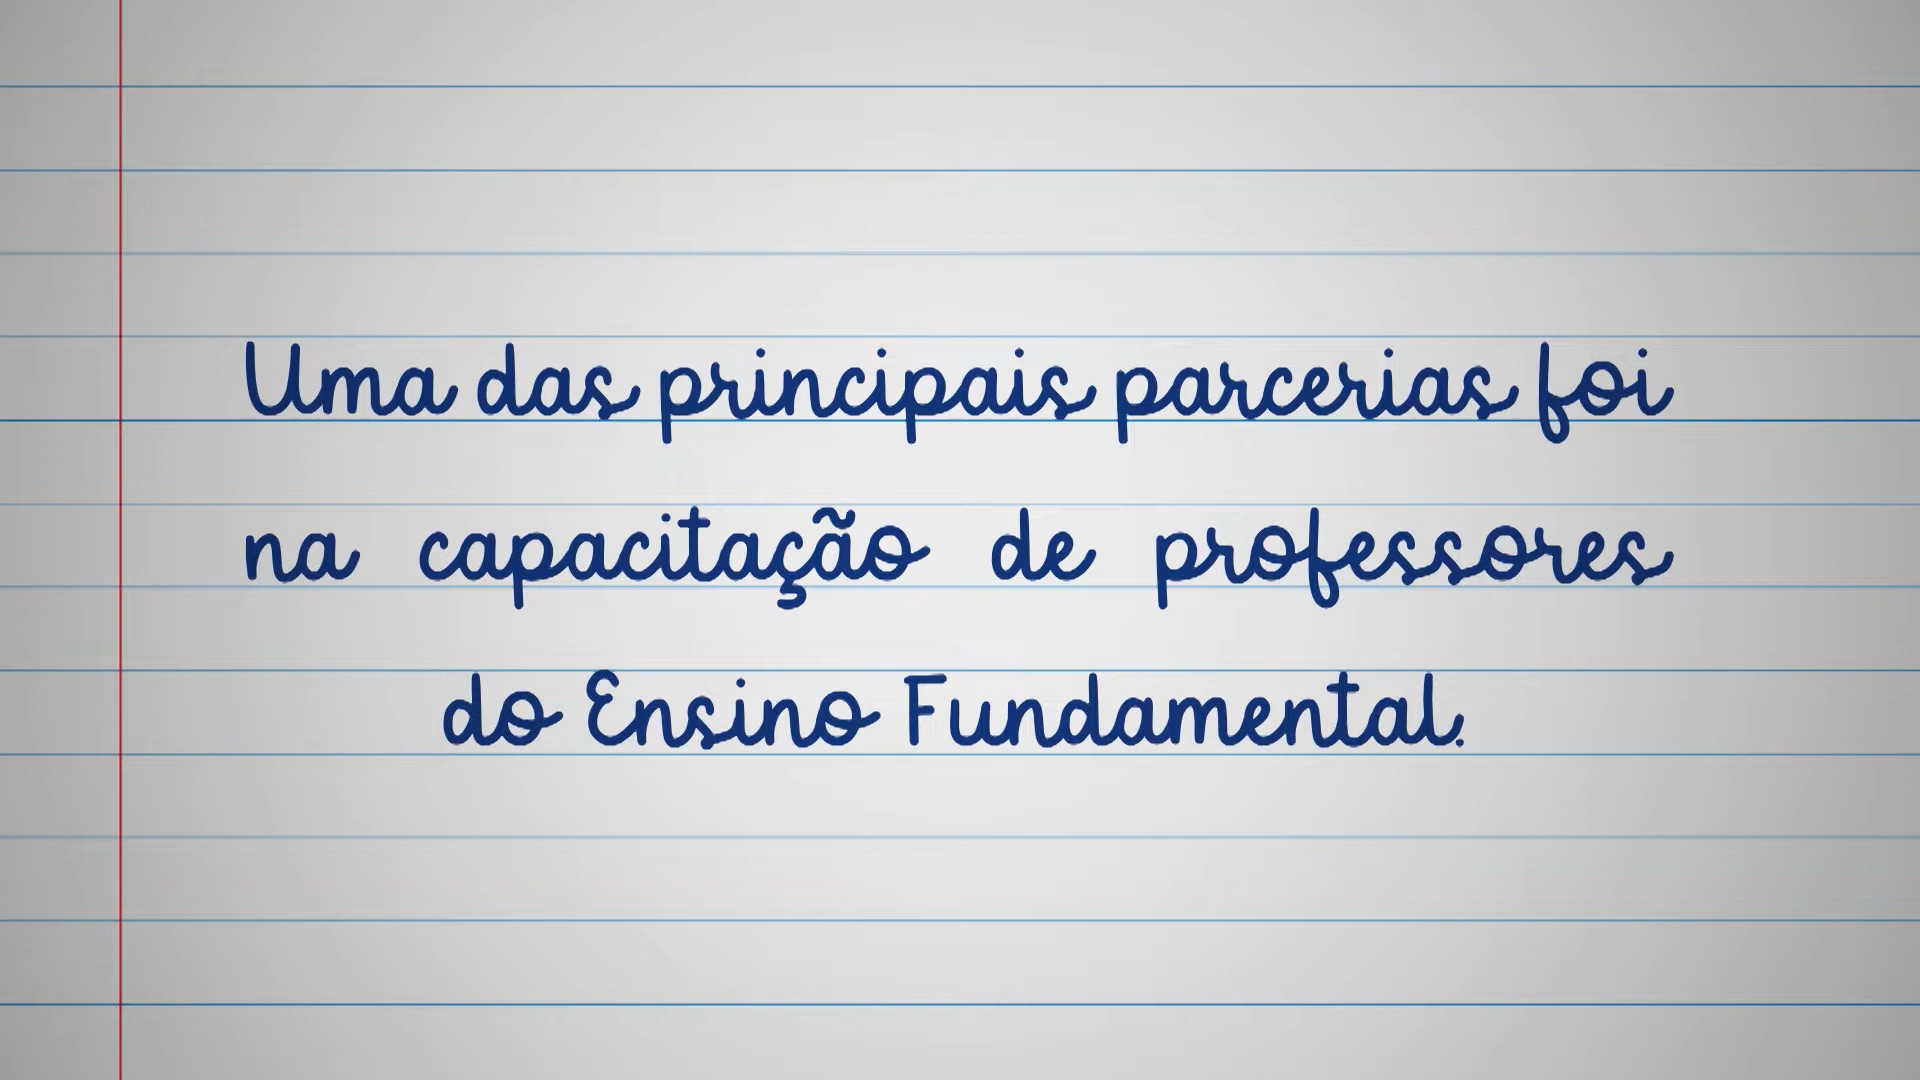 Uma das principais parcerias foi
na capacitação de professores
do Ensino Fundamental.